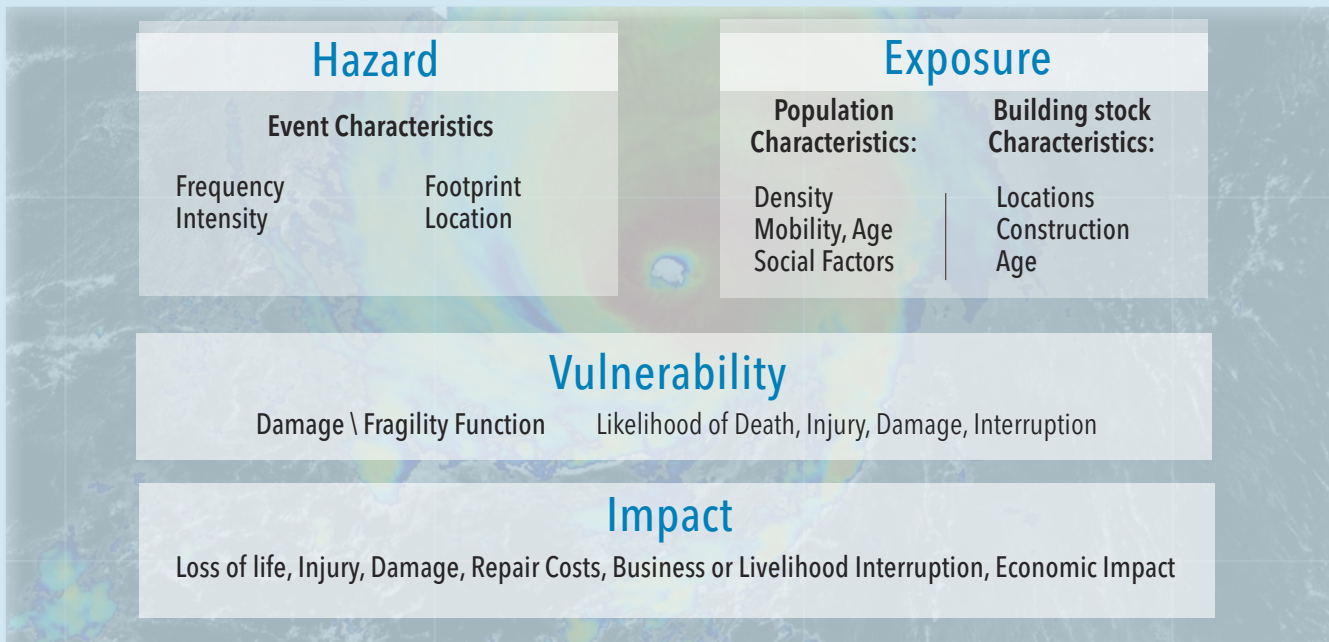 Hazard
Event Characteristics
Frequency
Intensity
Footprint
Location
Exposure
Population
Characteristics:
Density
Mobility, Age
Social Factors
Building stock
Characteristics:
Locations
Construction
Age
Vulnerability
Damage \ Fragility Function Likelihood of Death, Injury, Damage, Interruption
Impact
Loss of life, Injury, Damage, Repair Costs, Business or Livelihood Interruption, Economic Impact